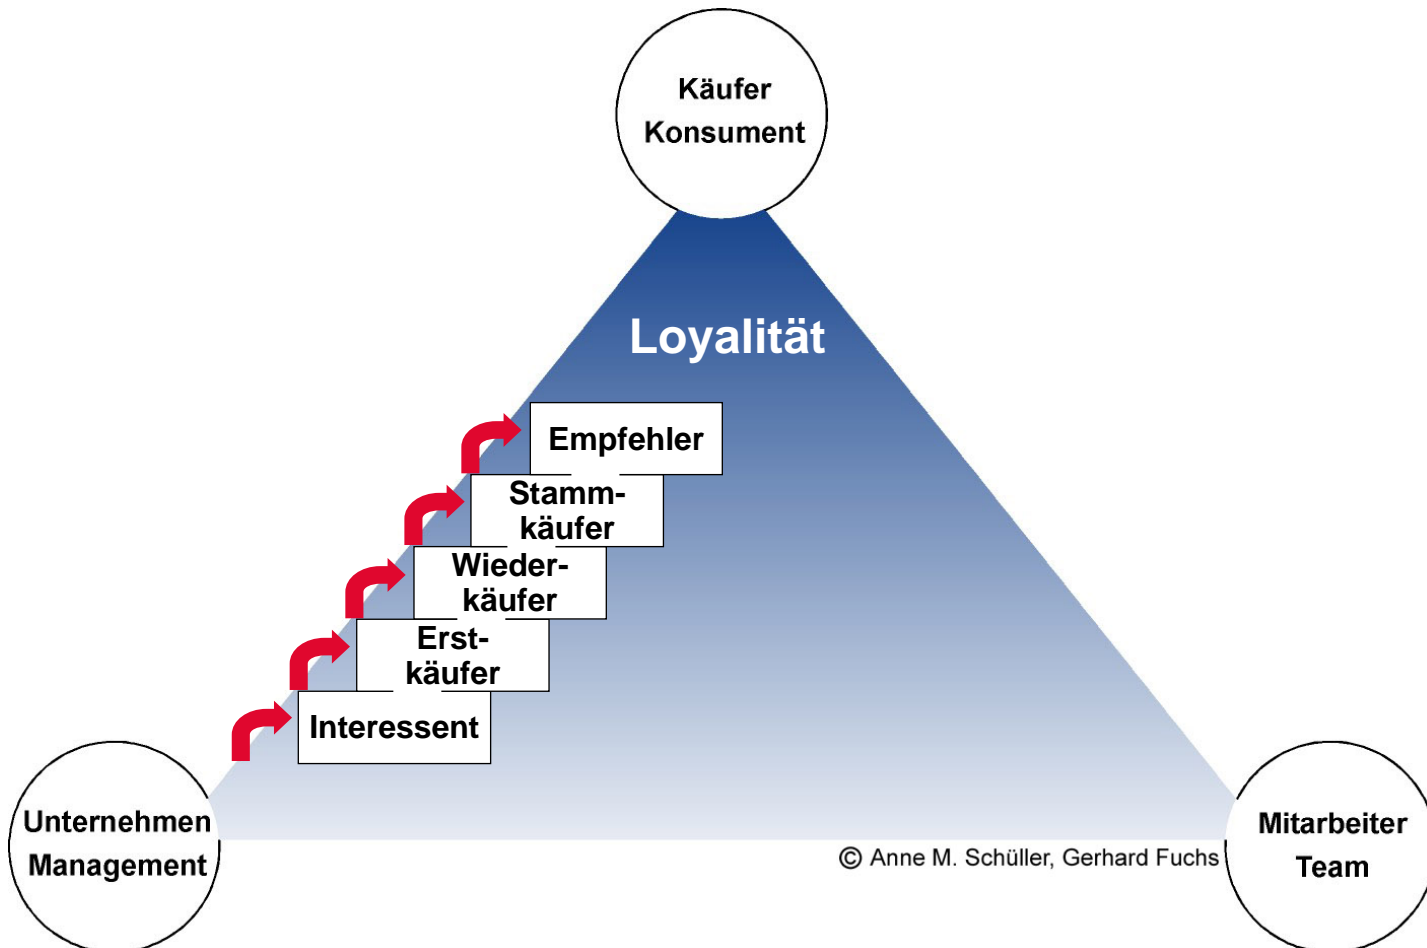 Käufer
Konsument
Loyalität
Empfehler
Stamm-
käufer
Wieder-
käufer
Erst-
käufer
Interessent
Unternehmen
Management
Mitarbeiter
Team
© Anne M. Schüller, Gerhard Fuchs